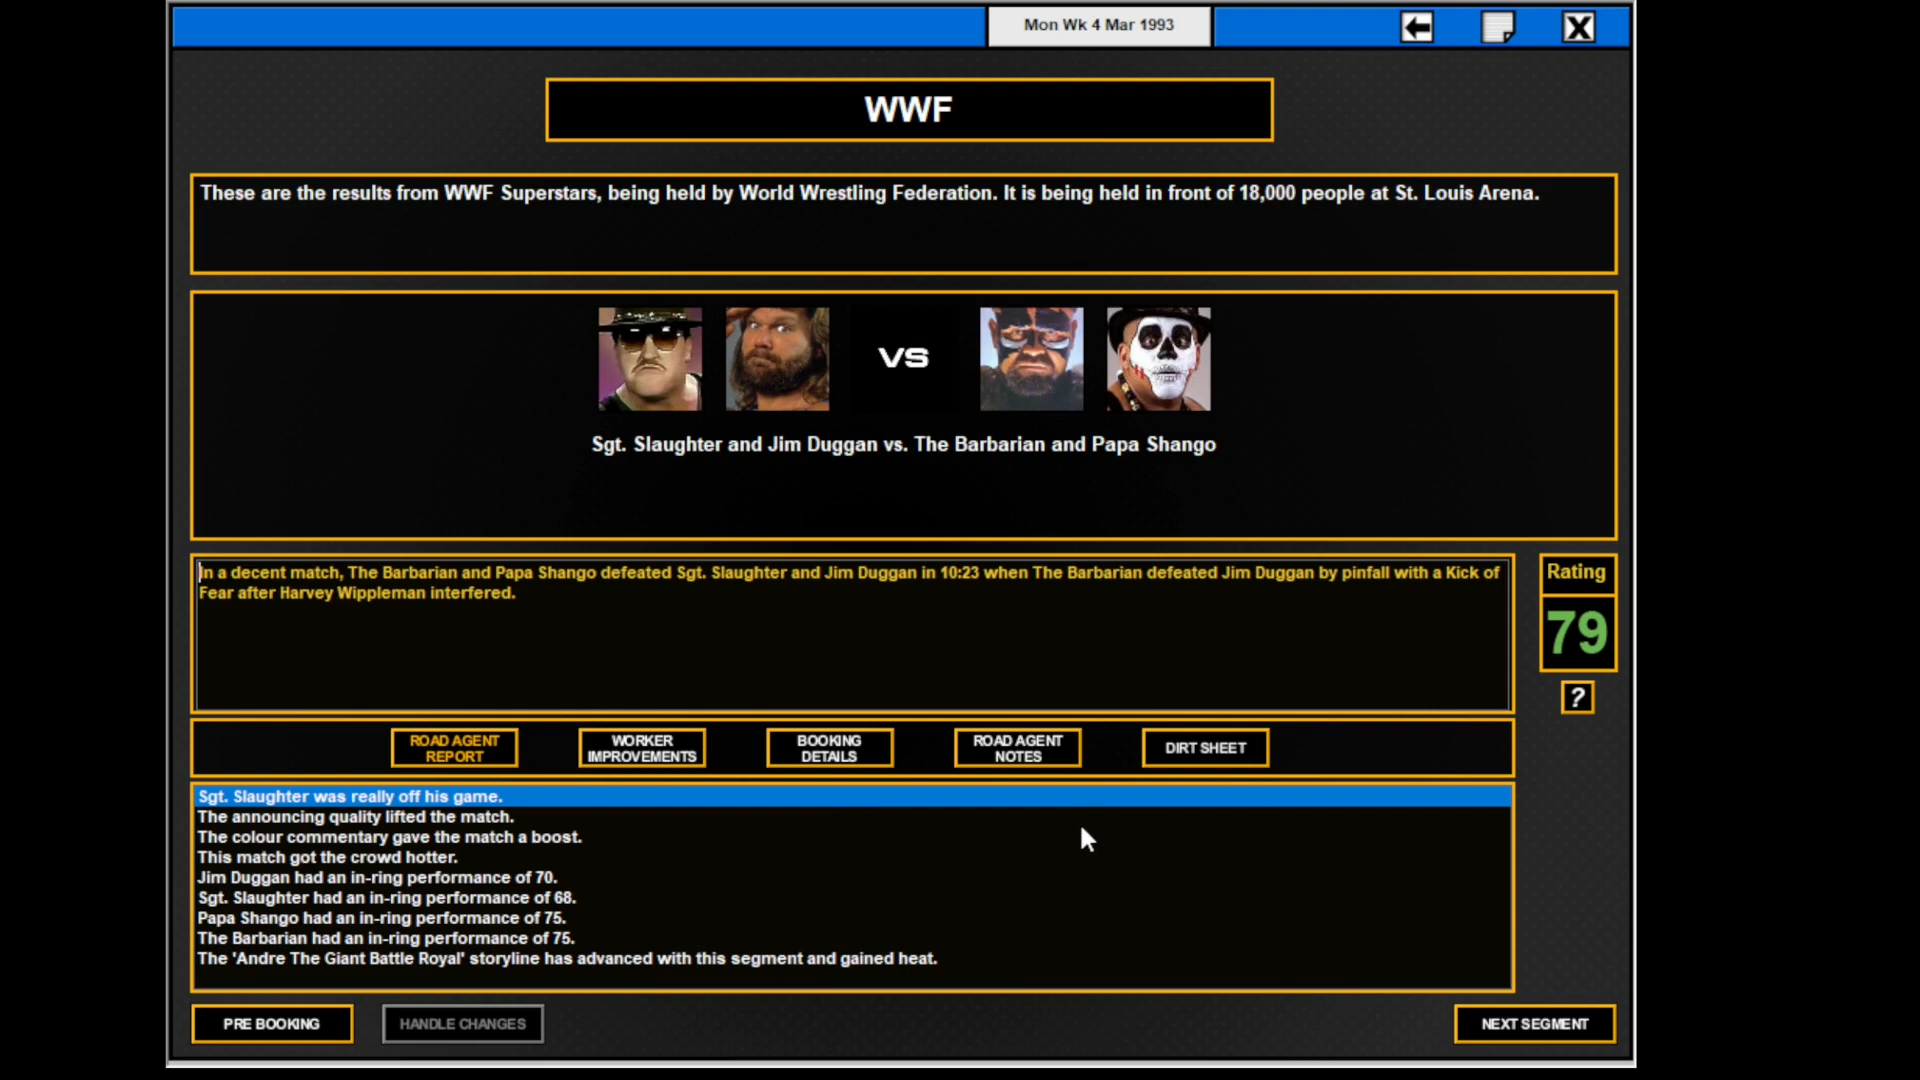 Mon Wk 4 Mar 1993
WWF
These are the results from WWF Superstars, being held by World Wrestling Federation. It is being held in front of 18,000 people at St. Louis Arena.
VS
Sgt. Slaughter and Jim Duggan vs. The Barbarian and Papa Shango
In a decent match, The Barbarian and Papa Shango defeated Sgt. Slaughter and Jim Duggan in 10:23 when The Barbarian defeated Jim Duggan by pinfall with a Kick of
Fear after Harvey Wippleman interfered.
Rating
79
?
ROAD AGENT
REPORT
WORKER
IMPROVEMENTS
BOOKING
DETAILS
ROAD AGENT
NOTES
DIRT SHEET
Sgt. Slaughter was really off his game.
The announcing quality lifted the match.
The colour commentary gave the match a boost.
This match got the crowd hotter.
Jim Duggan had an in-ring performance of 70.
Sgt. Slaughter had an in-ring performance of 68.
Papa Shango had an in-ring performance of 75.
The Barbarian had an in-ring performance of 75.
The 'Andre The Giant Battle Royal' storyline has advanced with this segment and gained heat.
PRE BOOKING
HANDLE CHANGES
NEXT SEGMENT